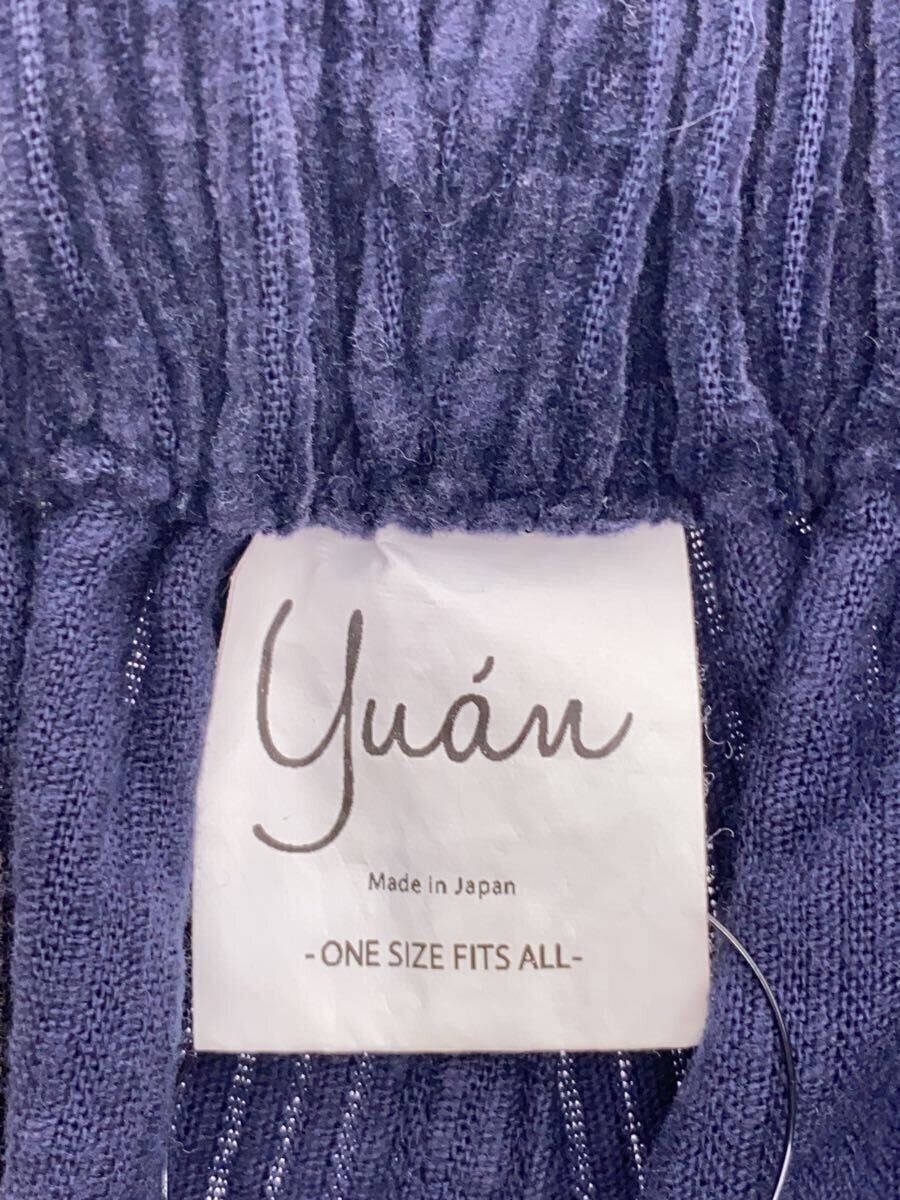 yuán
Made in Japan
- ONE SIZE FITS ALL -